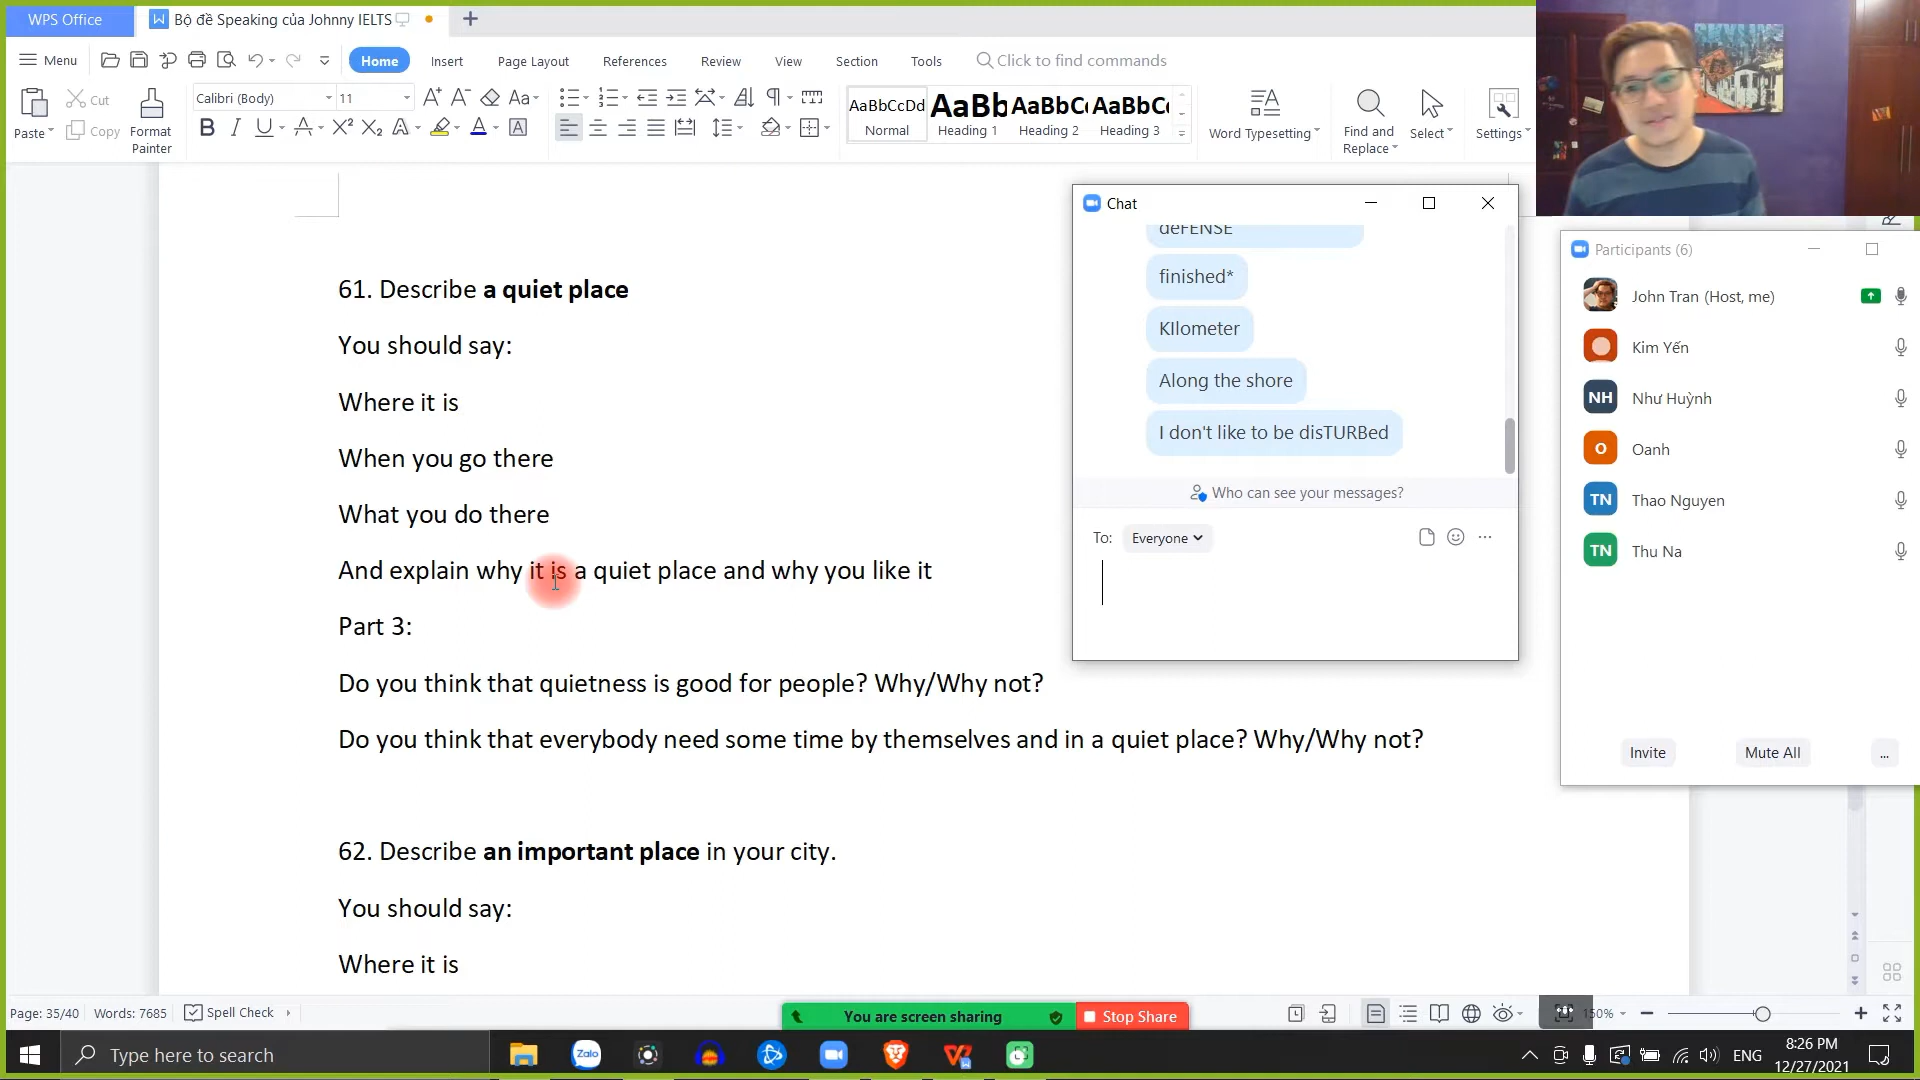 WPS Office
Bộ đề Speaking của Johnny IELTS
Menu
Home
Insert
Page Layout
References
Review
View
Section
Tools
Click to find commands
Paste
Cut
Copy
Format
Painter
Calibri (Body)
11
AaBbCcDd
Normal
AaBb
Heading 1
AaBbC
Heading 2
AaBbC
Heading 3
Word Typesetting
Find and
Replace
Select
Settings
61. Describe a quiet place
You should say:
Where it is
When you go there
What you do there
And explain why it is a quiet place and why you like it
Part 3:
Do you think that quietness is good for people? Why/Why not?
Do you think that everybody need some time by themselves and in a quiet place? Why/Why not?
62. Describe an important place in your city.
You should say:
Where it is
Chat
deFENSE
finished*
KIlometer
Along the shore
I don't like to be disTURBed
Who can see your messages?
To: Everyone
Participants (6)
John Tran (Host, me)
Kim Yến
NH Như Huỳnh
O Oanh
TN Thao Nguyen
TN Thu Na
Invite
Mute All
...
Page: 35/40
Words: 7685
Spell Check
You are screen sharing
Stop Share
150%
Type here to search
Zalo
ENG
8:26 PM
12/27/2021